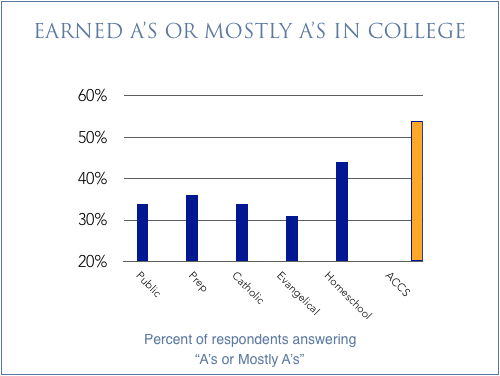 EARNED A'S OR MOSTLY A'S IN COLLEGE
60%
50%
40%
30%
20%
Public
Prep
Catholic
Evangelical
Homeschool
ACCS
Percent of respondents answering
“A's or Mostly A's”